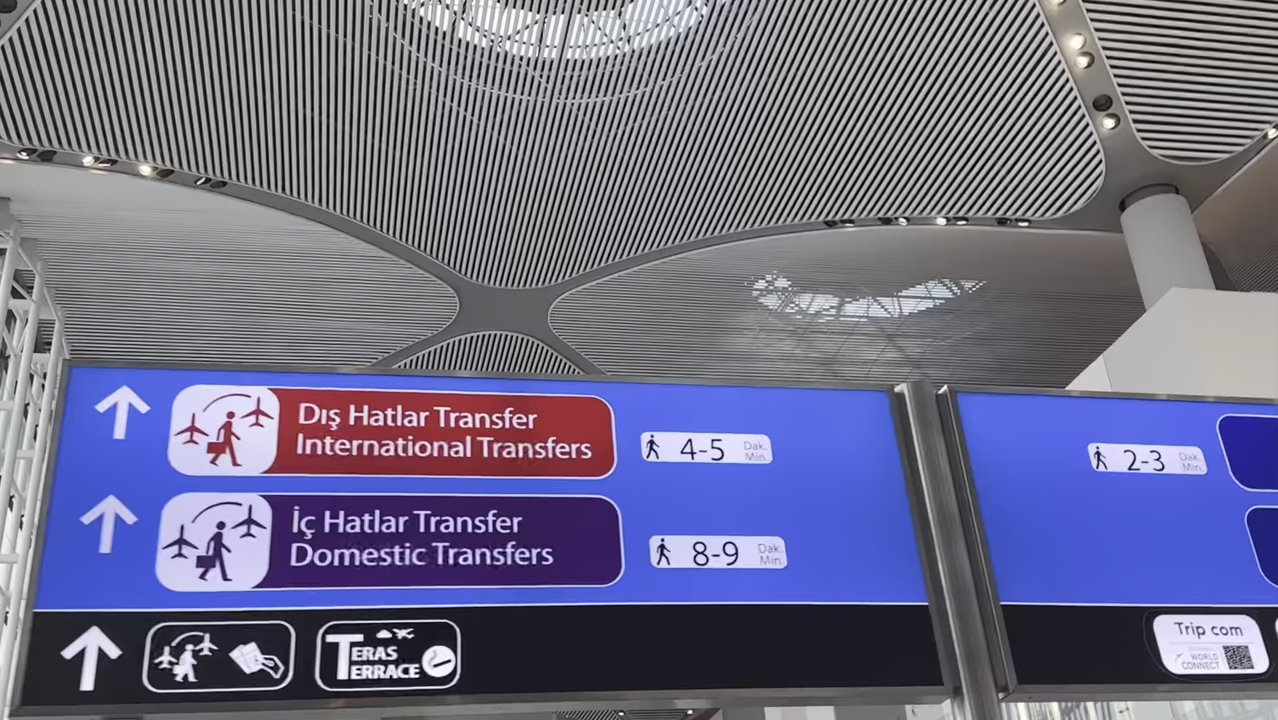 Dış Hatlar Transfer
International Transfers
4-5 Dak.
Min.
İç Hatlar Transfer
Domestic Transfers
8-9 Dak.
Min.
TERAS
TERRACE
2-3 Dak.
Min.
Trip com
WORLD
CONNECT